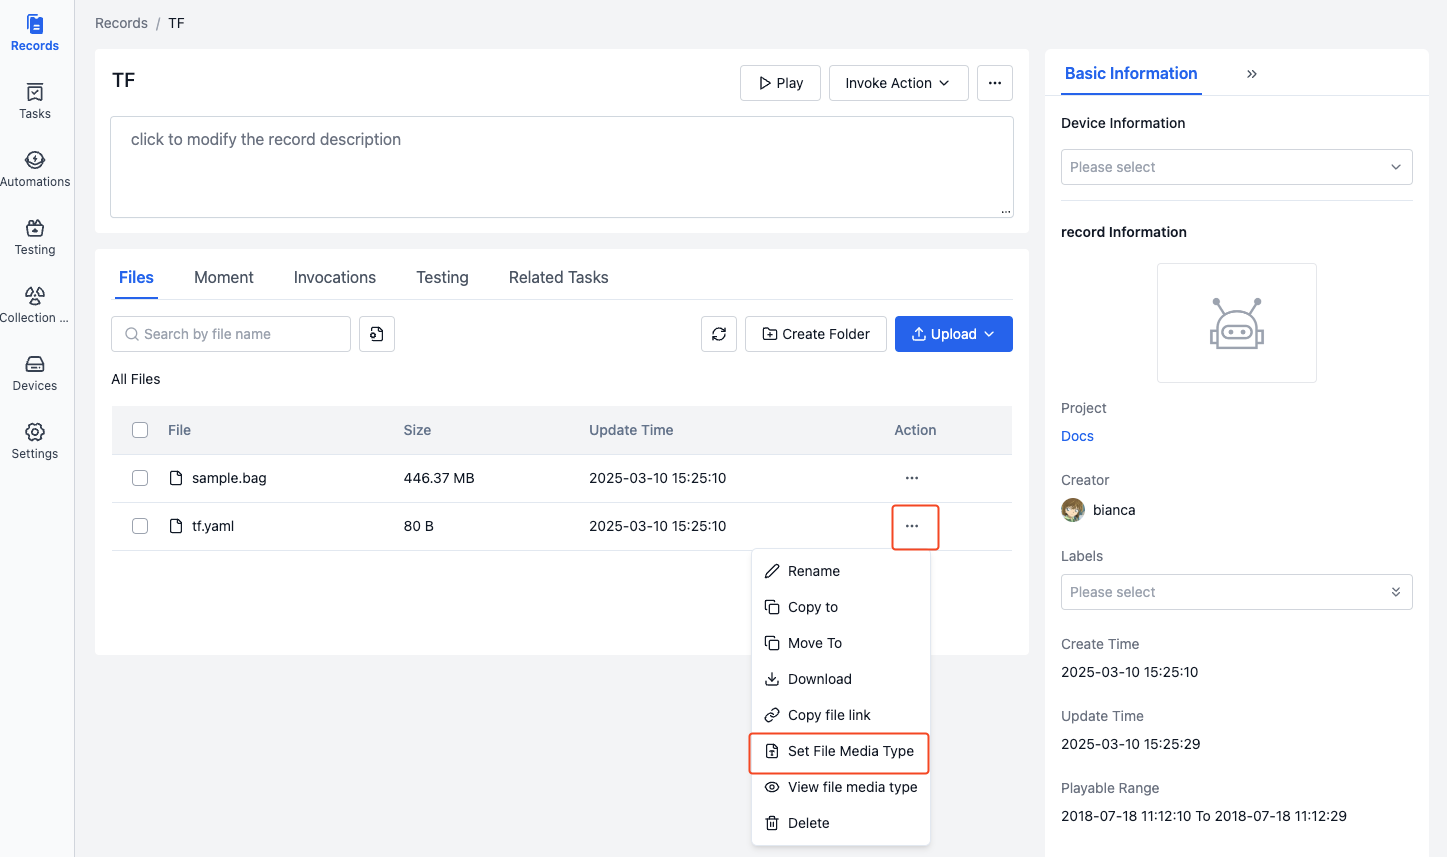 Records
Tasks
Automations
Testing
Collection ...
Devices
Settings
Records / TF
TF
Play
Invoke Action
click to modify the record description
Files
Moment
Invocations
Testing
Related Tasks
Search by file name
Create Folder
Upload
All Files
File Size Update Time Action
sample.bag 446.37 MB 2025-03-10 15:25:10 ...
tf.yaml 80 B 2025-03-10 15:25:10 ...
Rename
Copy to
Move To
Download
Copy file link
Set File Media Type
View file media type
Delete
Basic Information
Device Information
Please select
record Information
Project
Docs
Creator
bianca
Labels
Please select
Create Time
2025-03-10 15:25:10
Update Time
2025-03-10 15:25:29
Playable Range
2018-07-18 11:12:10 To 2018-07-18 11:12:29